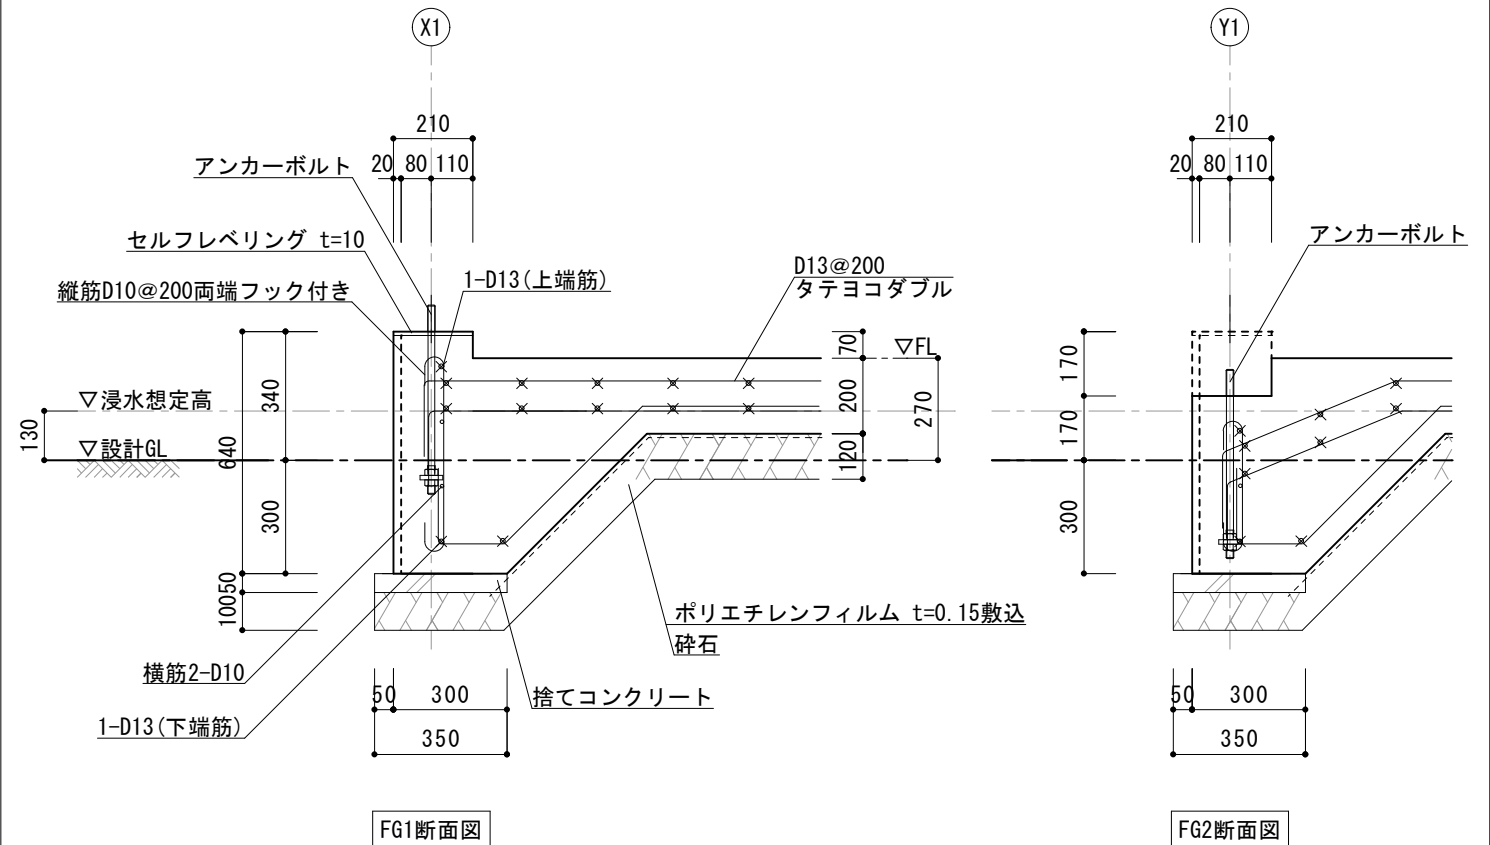 X1
Y1
210
20 80 110
アンカーボルト
セルフレベリング t=10
縦筋D10@200両端フック付き
1-D13(上端筋)
D13@200
タテヨコダブル
▽FL
70
200
120
270
▽浸水想定高
▽設計GL
130
640
340
300
50
100
ポリエチレンフィルム t=0.15敷込
砕石
捨てコンクリート
横筋2-D10
1-D13(下端筋)
50 300
350
FG1断面図
210
20 80 110
アンカーボルト
170
170
300
50 300
350
FG2断面図